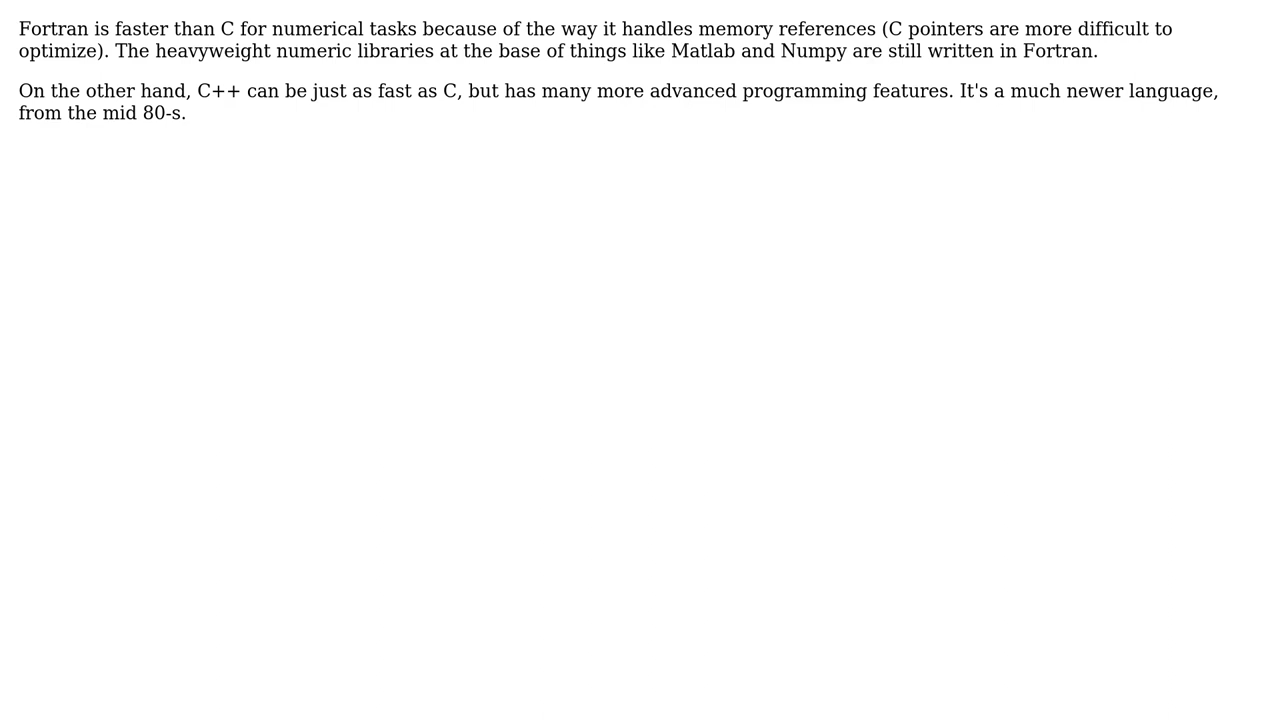 Fortran is faster than C for numerical tasks because of the way it handles memory references (C pointers are more difficult to
optimize). The heavyweight numeric libraries at the base of things like Matlab and Numpy are still written in Fortran.
On the other hand, C++ can be just as fast as C, but has many more advanced programming features. It's a much newer language,
from the mid 80-s.